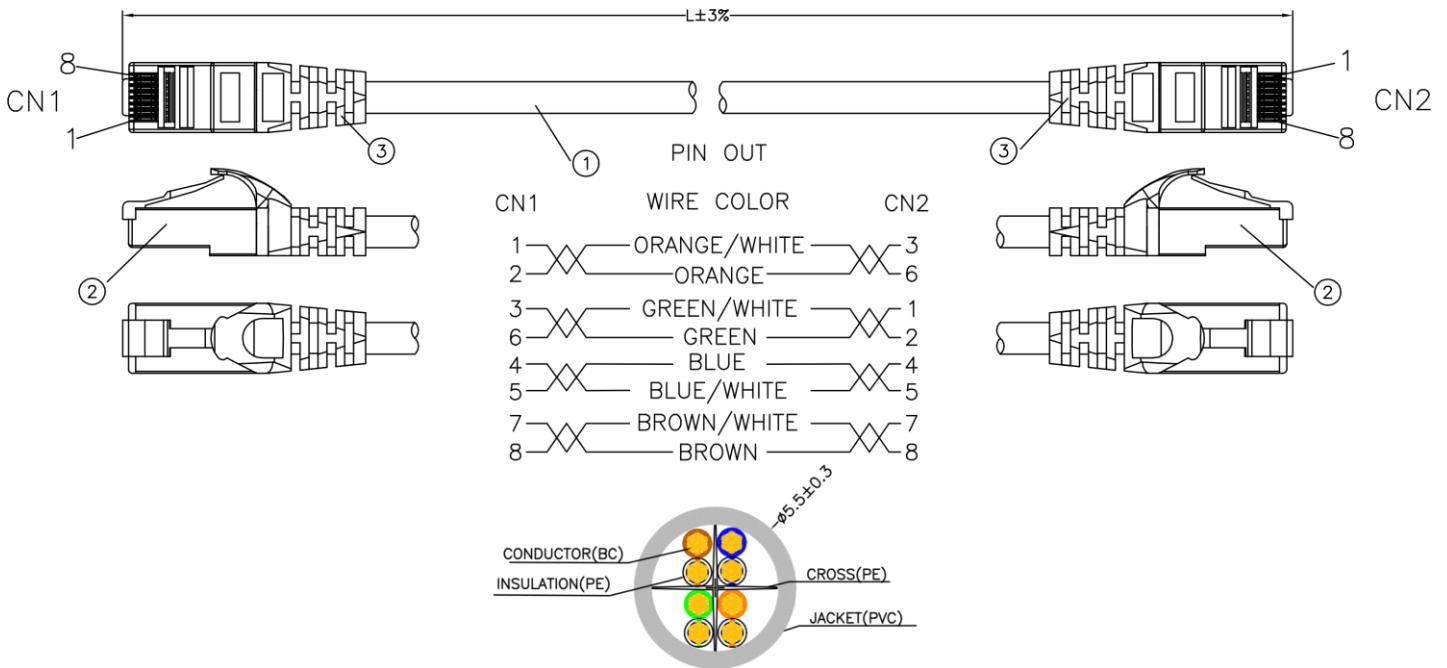 L±3%
8
1
CN1
CN2
1
8
3
1
3
PIN OUT
CN1 WIRE COLOR CN2
1 ORANGE/WHITE 3
2 ORANGE 6
3 GREEN/WHITE 1
6 GREEN 2
4 BLUE 4
5 BLUE/WHITE 5
7 BROWN/WHITE 7
8 BROWN 8
2
2
ø5.5±0.3
CONDUCTOR(BC)
INSULATION(PE)
CROSS(PE)
JACKET(PVC)